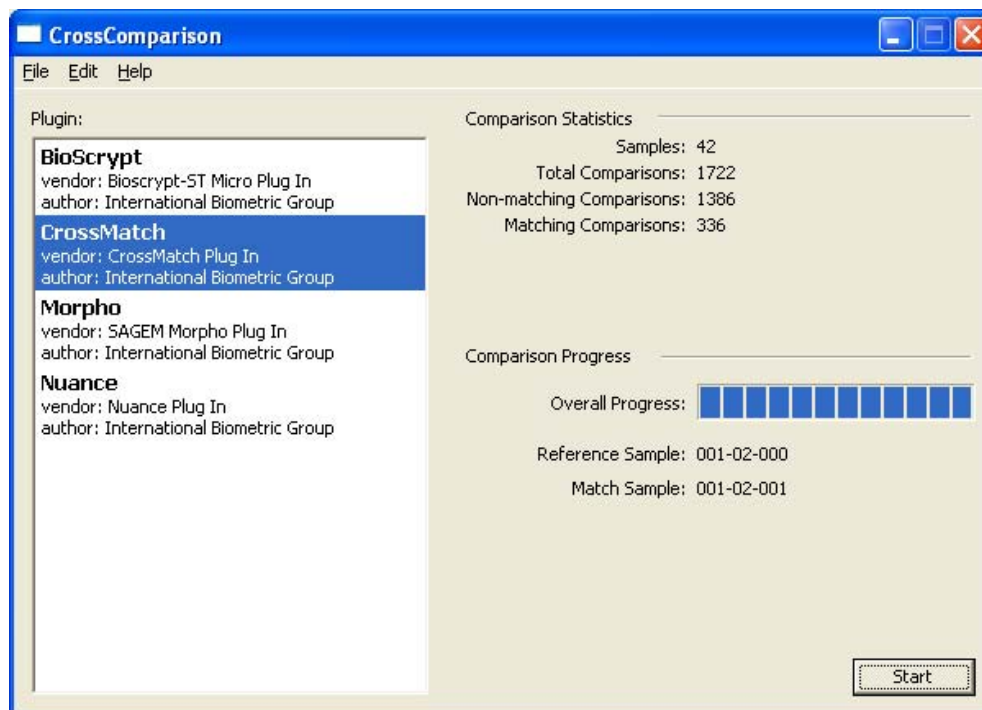 CrossComparison
File Edit Help
Plugin:
BioScrypt
vendor: Bioscrypt-ST Micro Plug In
author: International Biometric Group
CrossMatch
vendor: CrossMatch Plug In
author: International Biometric Group
Morpho
vendor: SAGEM Morpho Plug In
author: International Biometric Group
Nuance
vendor: Nuance Plug In
author: International Biometric Group
Comparison Statistics
Samples: 42
Total Comparisons: 1722
Non-matching Comparisons: 1386
Matching Comparisons: 336
Comparison Progress
Overall Progress:
Reference Sample: 001-02-000
Match Sample: 001-02-001
Start